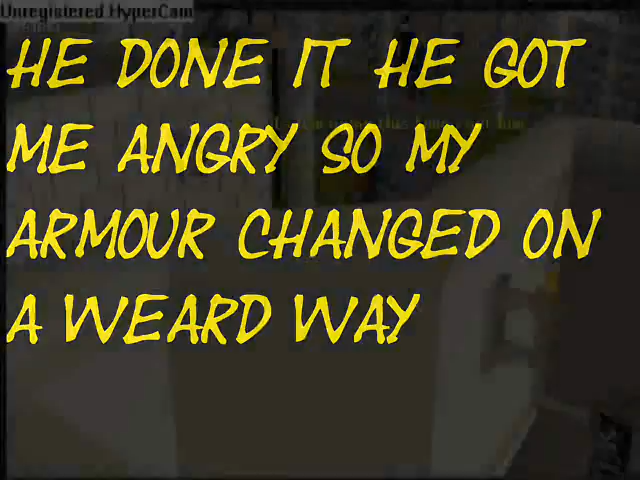 Unregistered HyperCam
HE DONE IT HE GOT
ME ANGRY SO MY
ARMOUR CHANGED ON
A WEARD WAY